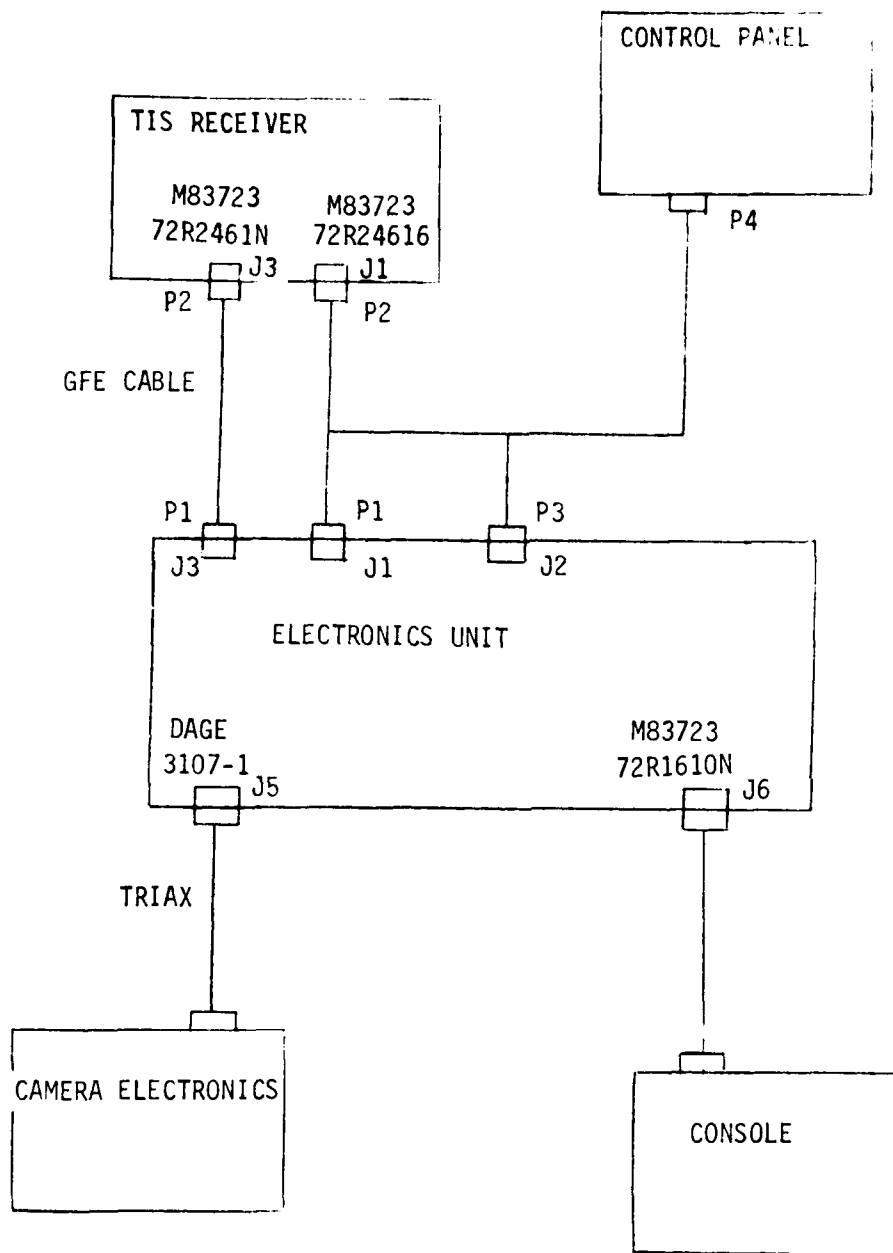 CONTROL PANEL
P4
TIS RECEIVER
M83723
72R2461N
J3
M83723
72R24616
J1
P2
P2
GFE CABLE
P1
J3
P1
J1
P3
J2
ELECTRONICS UNIT
DAGE
3107-1
J5
M83723
72R1610N
J6
TRIAX
CAMERA ELECTRONICS
CONSOLE